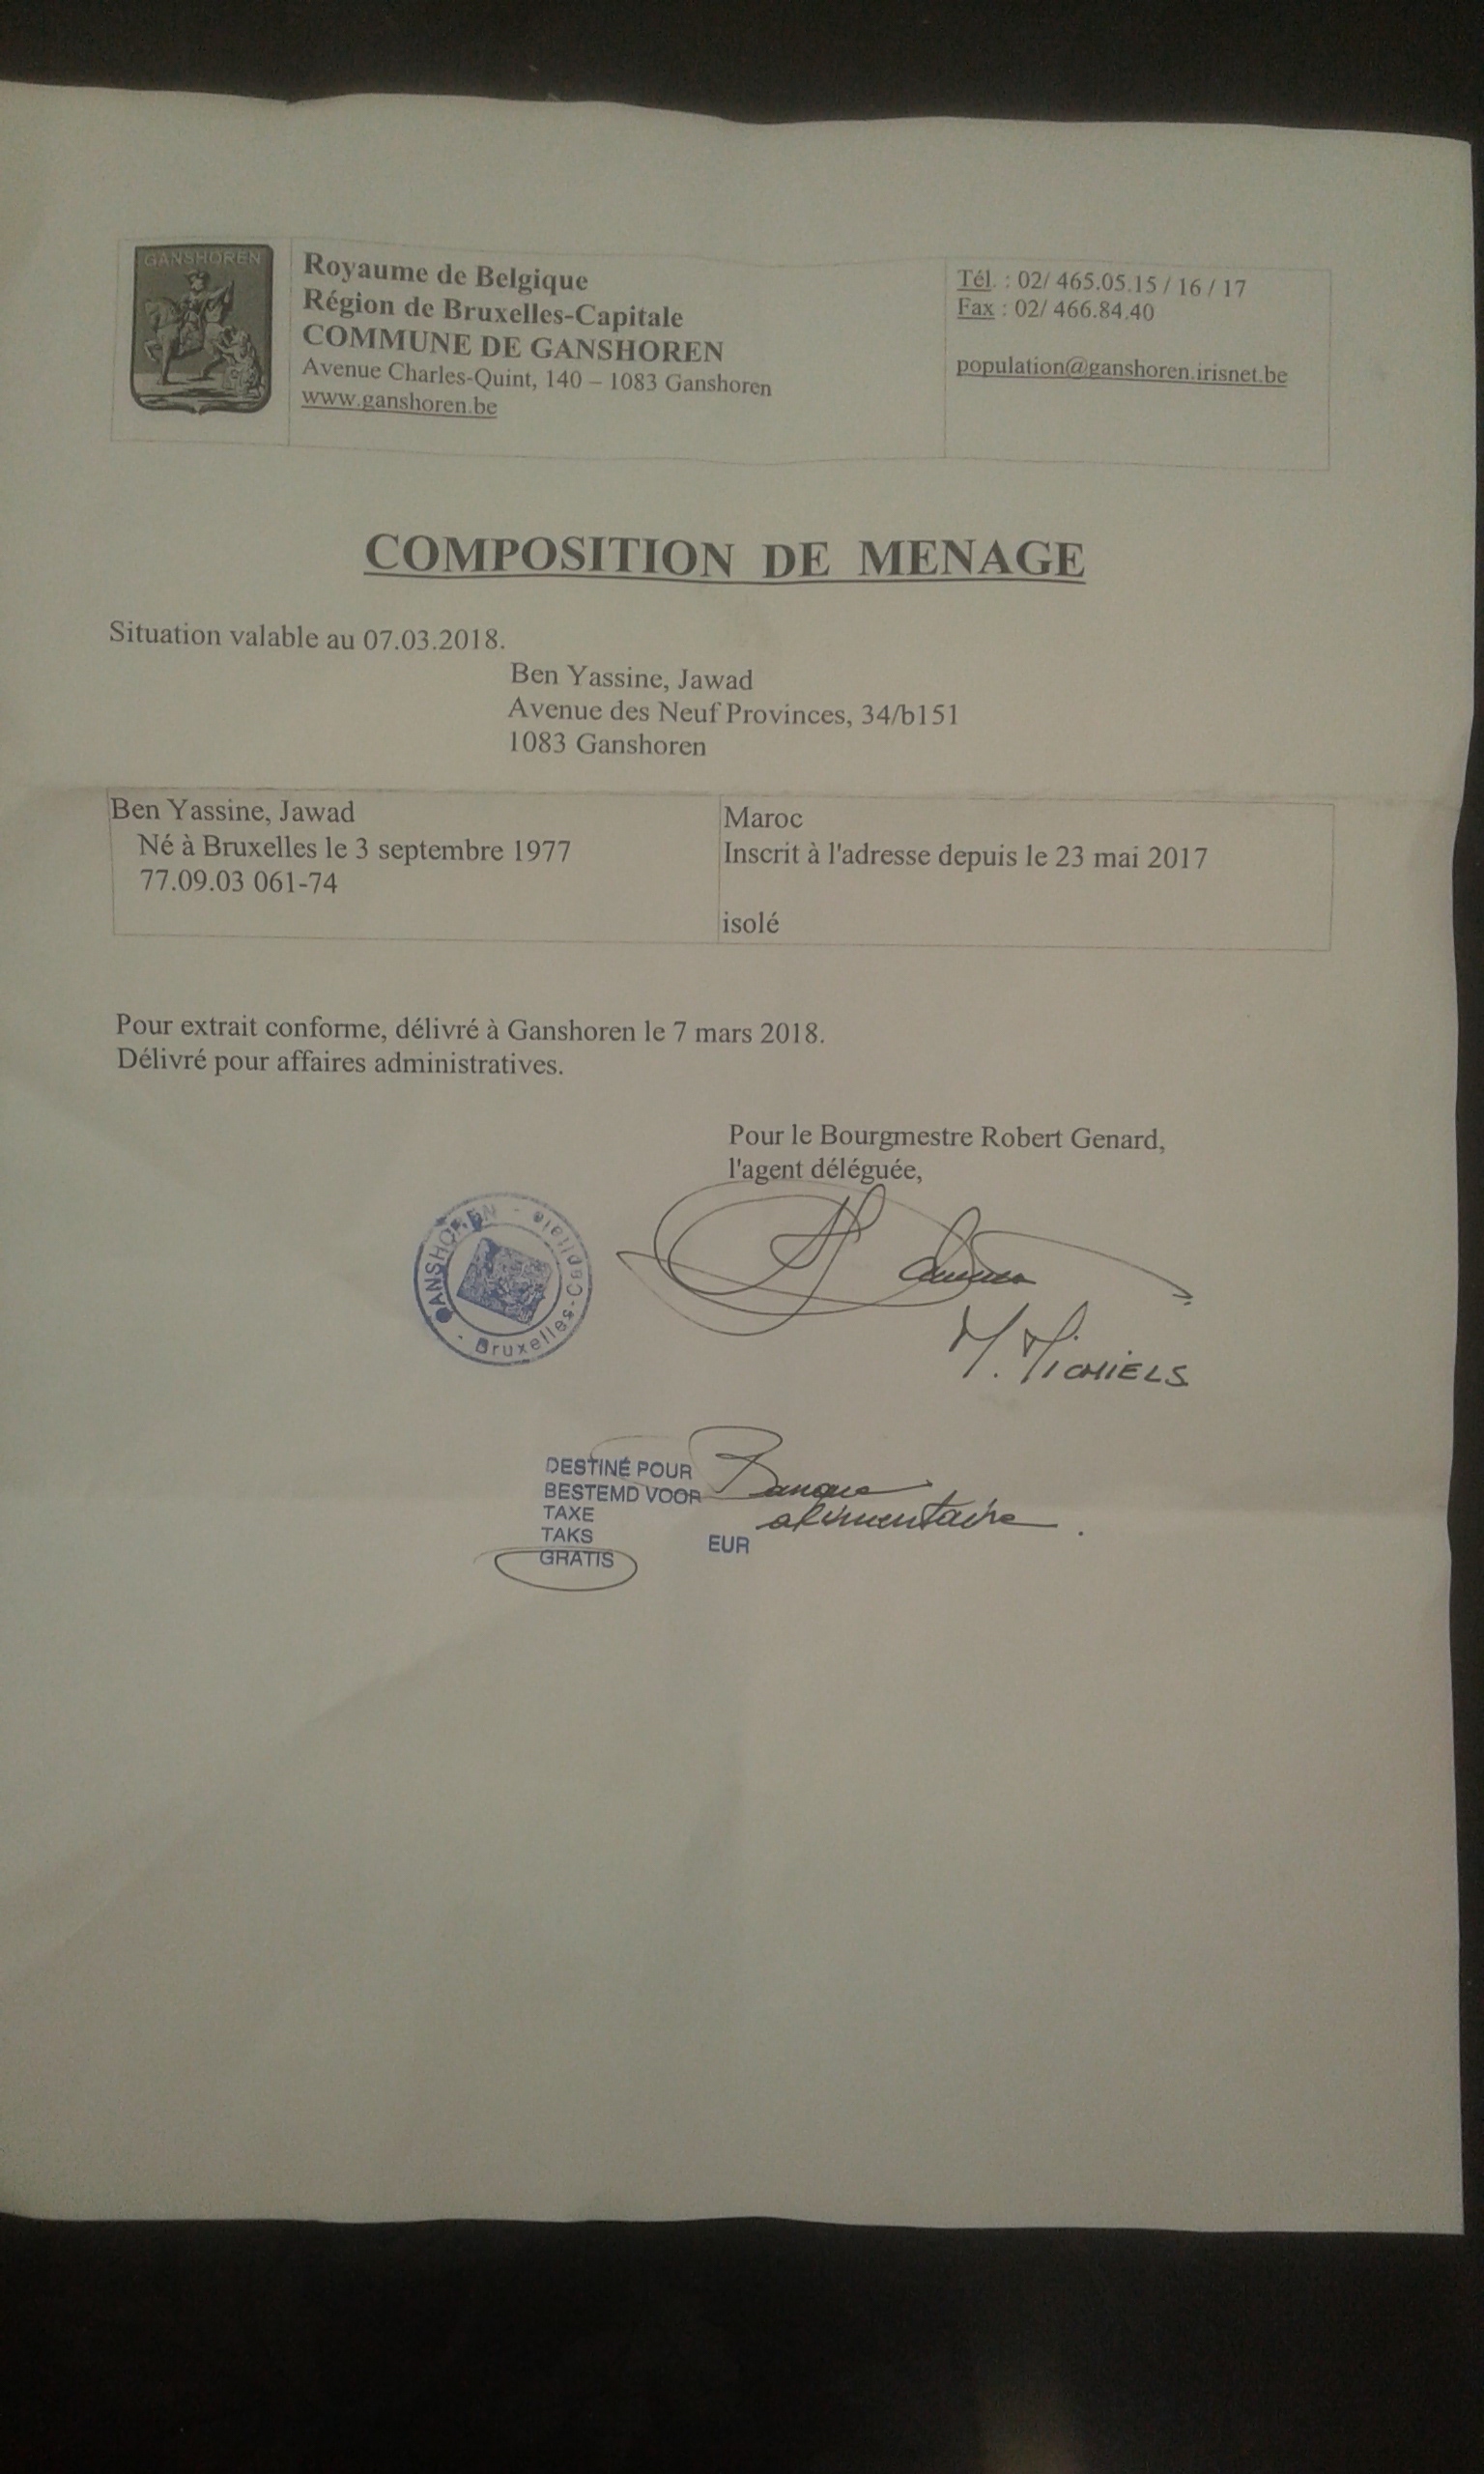 GANSHOREN
Royaume de Belgique
Région de Bruxelles-Capitale
COMMUNE DE GANSHOREN
Avenue Charles-Quint, 140 – 1083 Ganshoren
www.ganshoren.be
Tél. : 02/ 465.05.15 / 16 / 17
Fax : 02/ 466.84.40
population@ganshoren.irisnet.be
COMPOSITION DE MENAGE
Situation valable au 07.03.2018.
Ben Yassine, Jawad
Avenue des Neuf Provinces, 34/b151
1083 Ganshoren
Ben Yassine, Jawad
Né à Bruxelles le 3 septembre 1977
77.09.03 061-74
Maroc
Inscrit à l'adresse depuis le 23 mai 2017
isolé
Pour extrait conforme, délivré à Ganshoren le 7 mars 2018.
Délivré pour affaires administratives.
Pour le Bourgmestre Robert Genard,
l'agent déléguée,
GANSHOREN - Bruxelles-Capitale -
M. MICHIELS
DESTINÉ POUR Banque
BESTEMD VOOR alimentaire.
TAXE
TAKS EUR
GRATIS